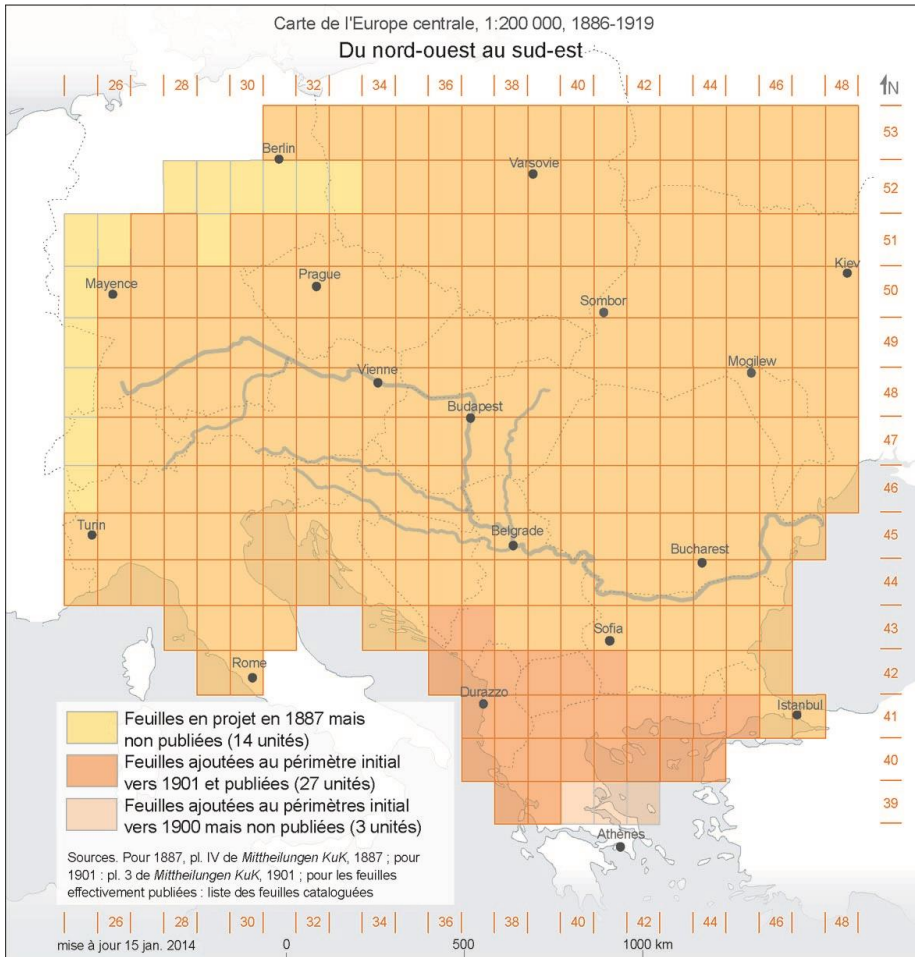 Carte de l'Europe centrale, 1:200 000, 1886-1919
Du nord-ouest au sud-est
26 28 30 32 34 36 38 40 42 44 46 48
N
53
Berlin
Varsovie
52
51
Kiev
50
Mayence
Prague
Sombor
49
Mogilew
Vienne
48
Budapest
47
46
Turin
Belgrade
45
Bucharest
44
Sofia
43
Rome
42
Durazzo
Istanbul
41
40
39
Athènes
Feuilles en projet en 1887 mais
non publiées (14 unités)
Feuilles ajoutées au périmètre initial
vers 1901 et publiée (27 unités)
Feuilles ajoutées au périmètres initial
vers 1900 mais non publiées (3 unités)
Sources. Pour 1887, pl. IV de Mittheilungen KuK, 1887 ; pour
1901 : pl. 3 de Mittheilungen KuK, 1901 ; pour les feuilles
effectivement publiées : liste des feuilles cataloguées
26 28 30 32 34 36 38 40 42 44 46 48
mise à jour 15 jan. 2014
0 500 1000 km